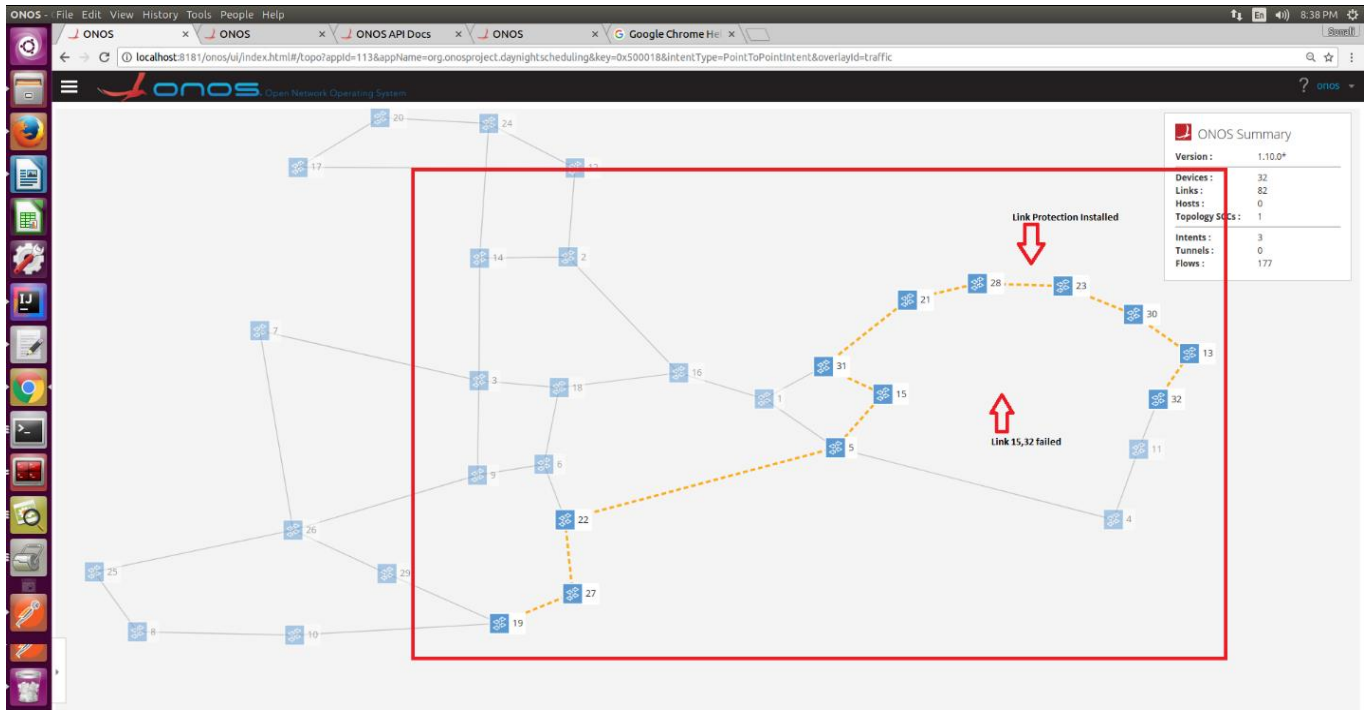 ONOS - File Edit View History Tools People Help
En 8:38 PM
ONOS × ONOS × ONOS API Docs × ONOS × Google Chrome Hel ×
localhost:8181/onos/ui/index.html#/topo?appId=113&appName=org.onosproject.daynightscheduling&key=0x500018&intentType=PointToPointIntent&overlayId=traffic
onos Open Network Operating System ? onos
ONOS Summary
Version : 1.10.0*
Devices : 32
Links : 82
Hosts : 0
Topology SCCs : 1
Intents : 3
Tunnels : 0
Flows : 177
20
24
17
12
Link Protection Installed
14
2
28
23
21
30
7
13
31
16
3
18
15
1
32
Link 15,32 failed
5
11
6
9
22
4
26
25
29
27
19
8
10